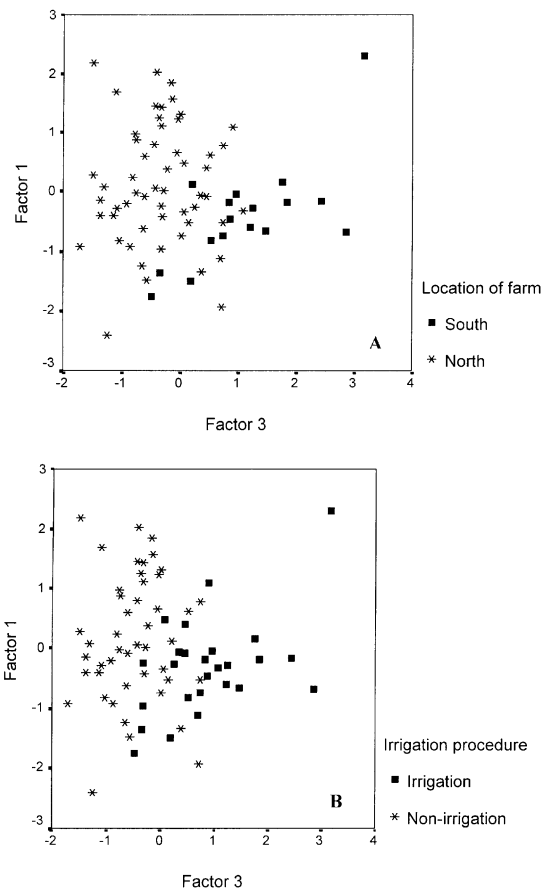 3
2
1
0
-1
-2
-3
Factor 1
-2 -1 0 1 2 3 4
Factor 3
A
Location of farm
South
North
3
2
1
0
-1
-2
-3
Factor 1
-2 -1 0 1 2 3 4
Factor 3
B
Irrigation procedure
Irrigation
Non-irrigation